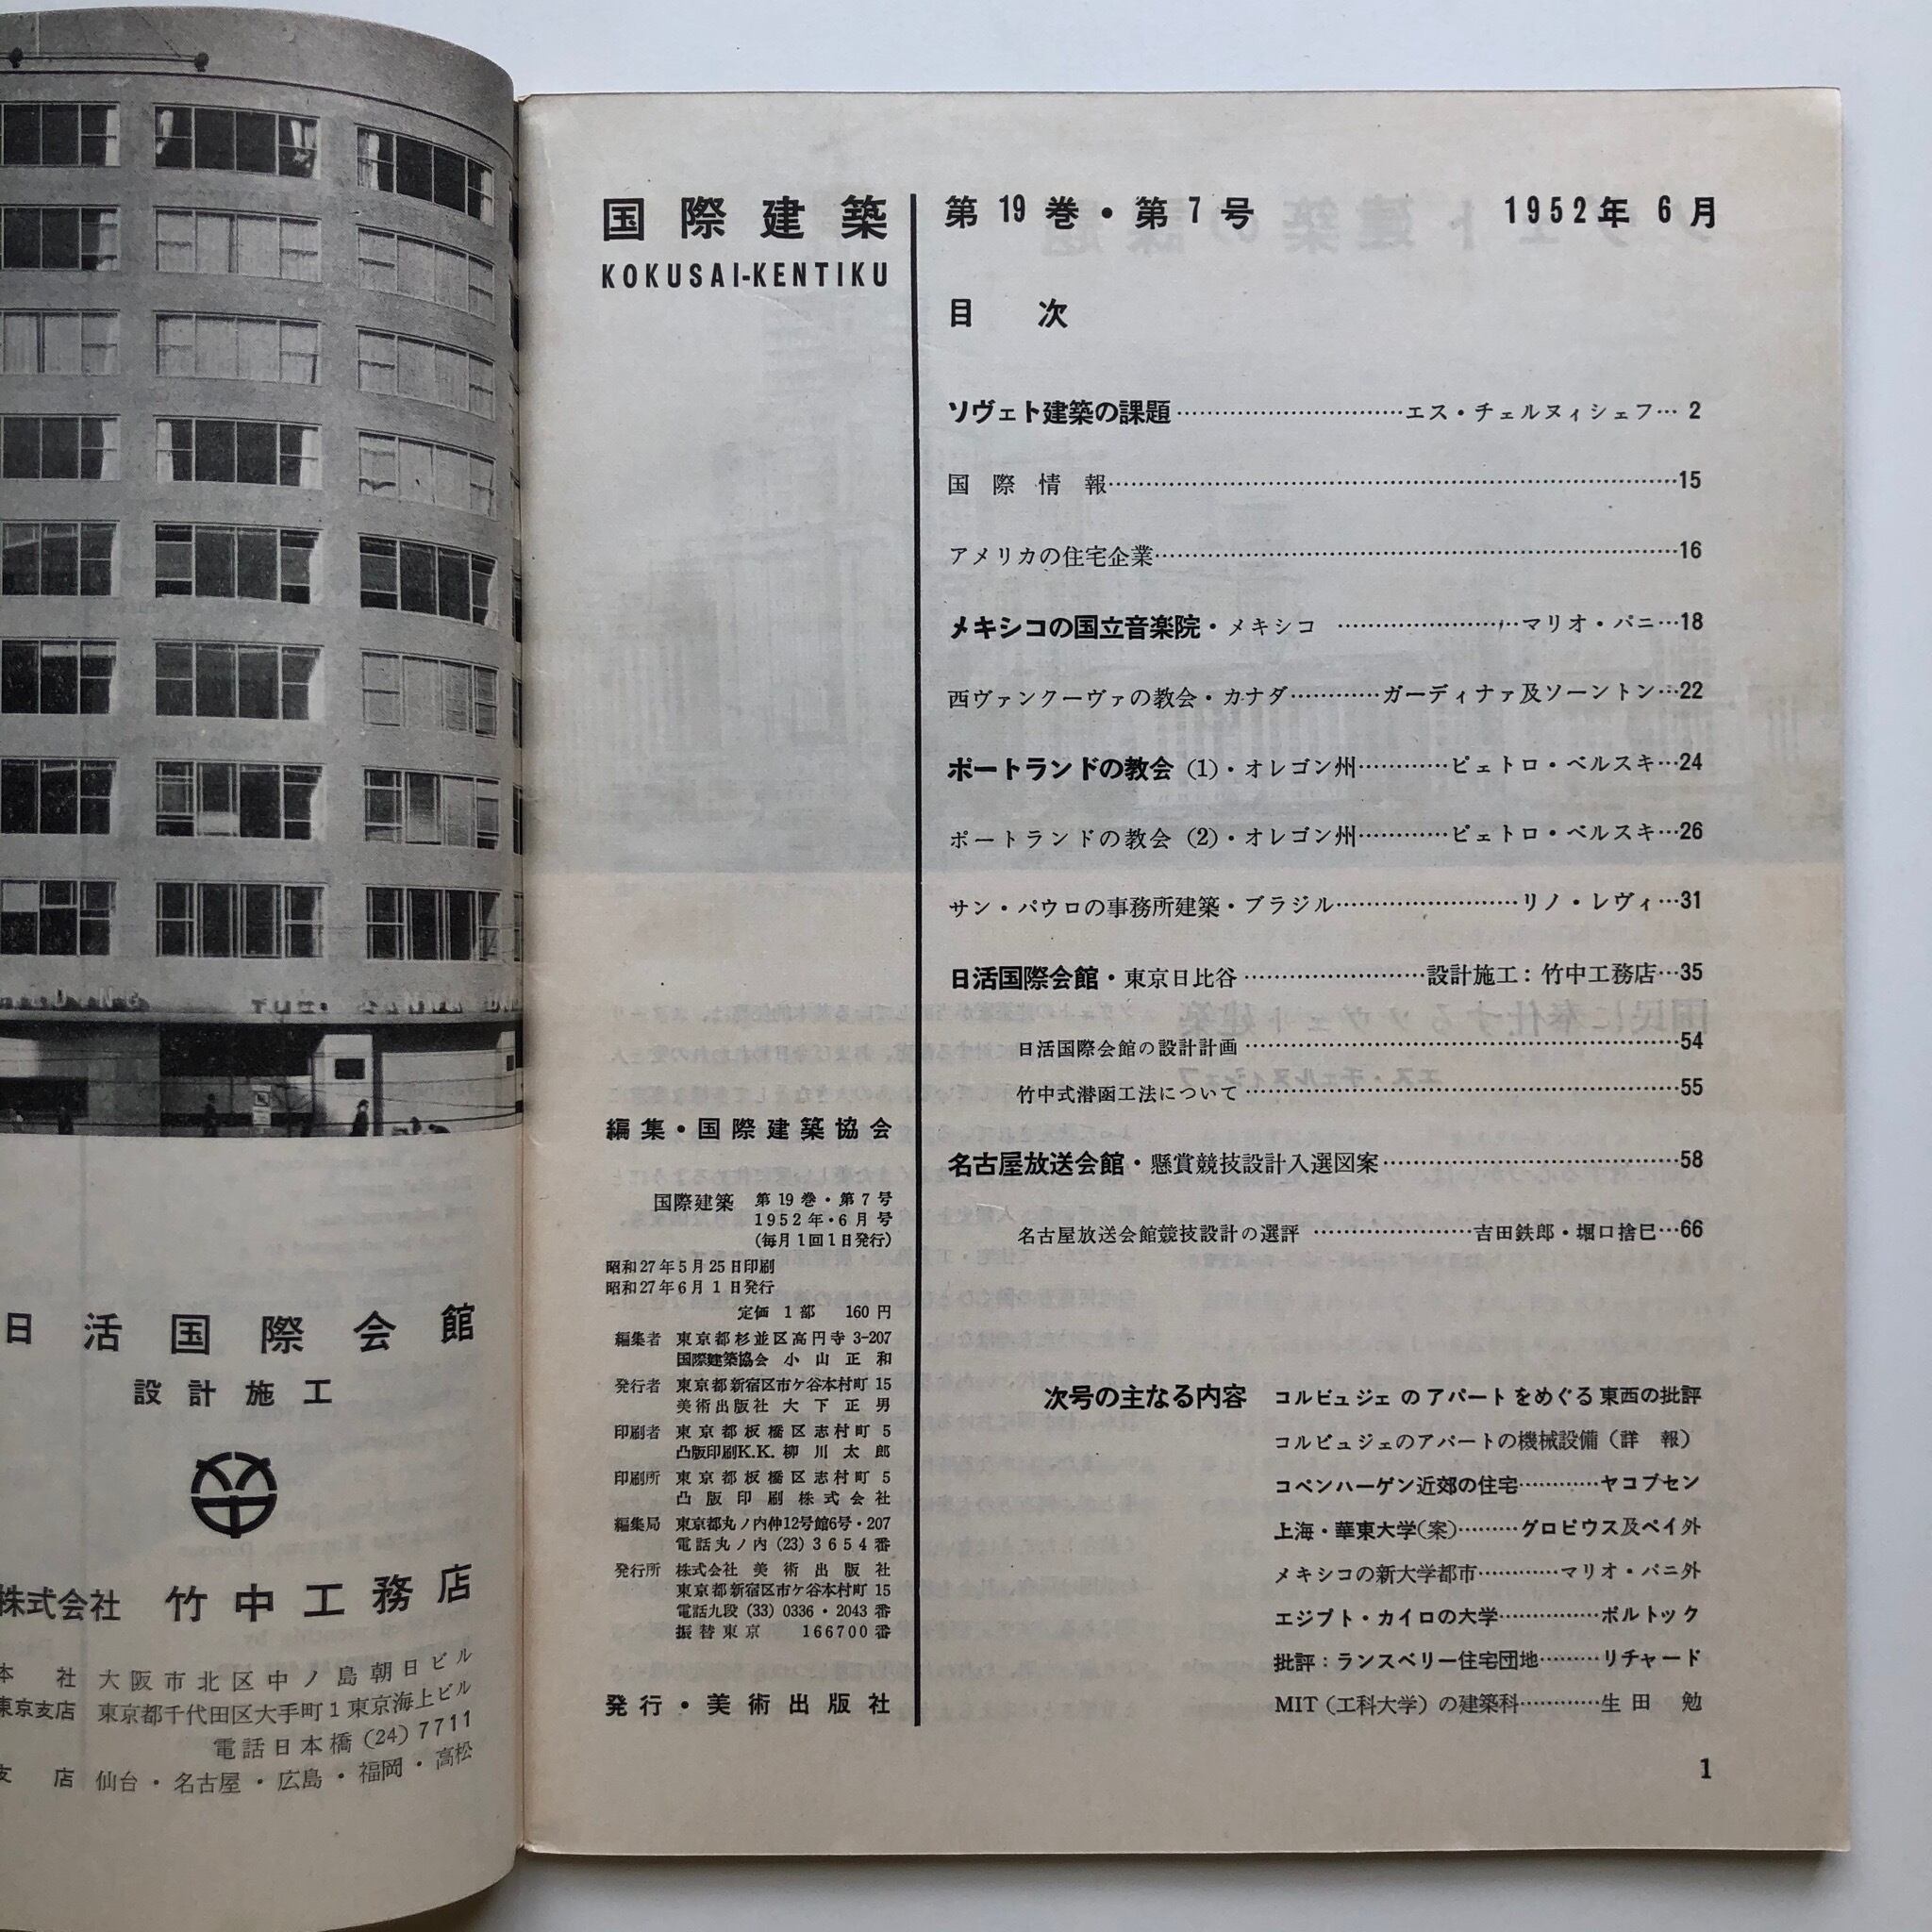 日活国際会館
設計施工
株式会社 竹中工務店
本社 大阪市北区中ノ島朝日ビル
東京支店 東京都千代田区大手町1東京海上ビル
電話日本橋(24)7711
支店 仙台・名古屋・広島・福岡・高松
国際建築
KOKUSAI-KENTIKU
編集・国際建築協会
国際建築 第19巻・第7号
1952年・6月号
(毎月1回1日発行)
昭和27年5月25日印刷
昭和27年6月1日発行
定価 1部 160円
編集者 東京都杉並区高円寺3-207
国際建築協会 小山正和
発行者 東京都新宿区市ケ谷本村町15
美術出版社 大下正男
印刷者 東京都板橋区志村町5
凸版印刷K.K. 柳川太郎
印刷所 東京都板橋区志村町5
凸版印刷株式会社
編集局 東京都丸ノ内仲12号館6号・207
電話丸ノ内(23)3654番
発行所 株式会社 美術出版社
東京都新宿区市ケ谷本村町15
電話九段(33)0336・2043番
振替東京 166700番
発行・美術出版社
第19巻・第7号 1952年6月
目次
ソヴェト建築の課題……エス・チェルヌィシェフ…2
国際情報……15
アメリカの住宅企業……16
メキシコの国立音楽院・メキシコ……マリオ・パニ…18
西ヴァンクーヴァの教会・カナダ……ガーディナァ及ソーントン…22
ポートランドの教会(1)・オレゴン州……ピェトロ・ベルスキ…24
ポートランドの教会(2)・オレゴン州……ピェトロ・ベルスキ…26
サン・パウロの事務所建築・ブラジル……リノ・レヴィ…31
日活国際会館・東京日比谷……設計施工:竹中工務店…35
日活国際会館の設計計画……54
竹中式潜函工法について……55
名古屋放送会館・懸賞競技設計入選図案……58
名古屋放送会館競技設計の選評……吉田鉄郎・堀口捨巳…66
次号の主なる内容 コルビュジェのアパートをめぐる東西の批評
コルビュジェのアパートの機械設備(詳報)
コペンハーゲン近郊の住宅……ヤコブセン
上海・華東大学(案)……グロピウス及ペイ外
メキシコの新大学都市……マリオ・パニ外
エジプト・カイロの大学……ポルトック
批評:ランスベリー住宅団地……リチャード
MIT(工科大学)の建築科……生田 勉
1